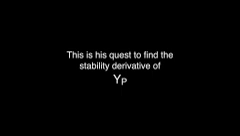 This is his quest to find the
stability derivative of
YP